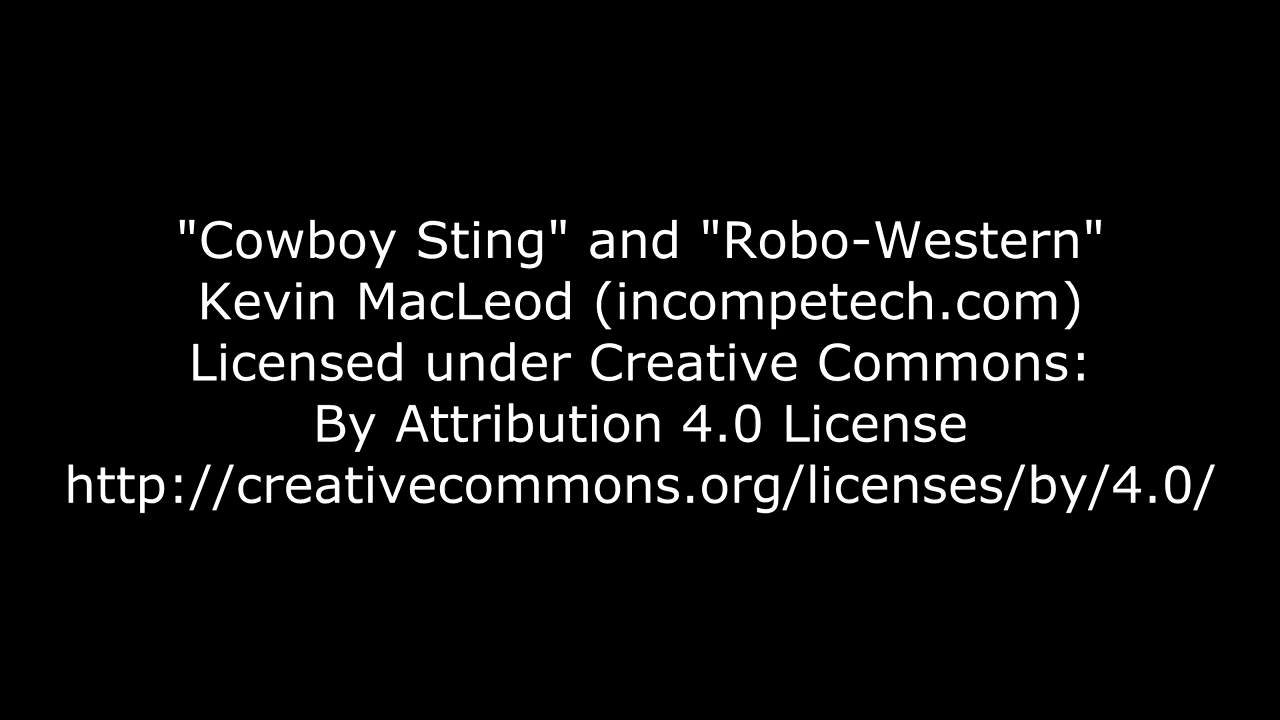 "Cowboy Sting" and "Robo-Western"
Kevin MacLeod (incompetech.com)
Licensed under Creative Commons:
By Attribution 4.0 License
http://creativecommons.org/licenses/by/4.0/